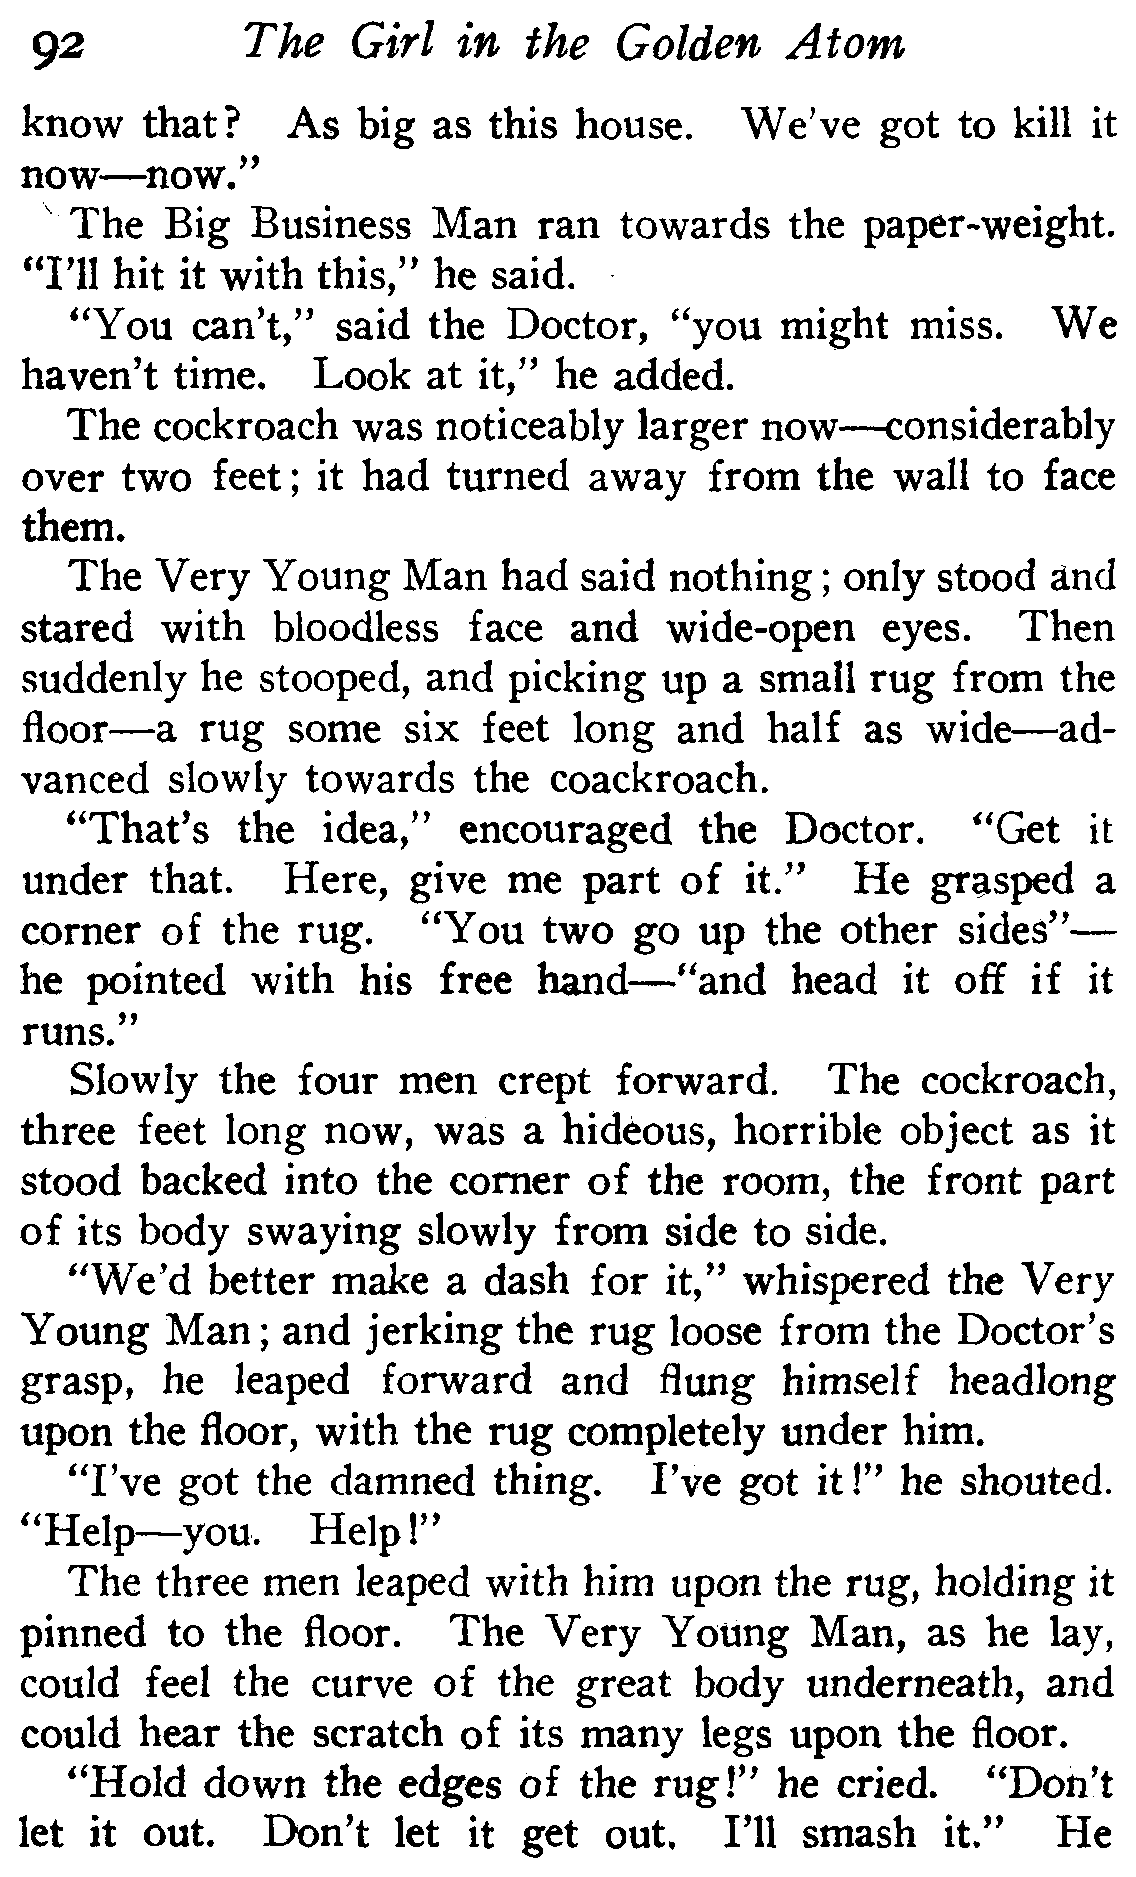 92 The Girl in the Golden Atom
know that? As big as this house. We've got to kill it
now—now."
The Big Business Man ran towards the paper-weight.
"I'll hit it with this," he said.
"You can't," said the Doctor, "you might miss. We
haven't time. Look at it," he added.
The cockroach was noticeably larger now—considerably
over two feet; it had turned away from the wall to face
them.
The Very Young Man had said nothing; only stood and
stared with bloodless face and wide-open eyes. Then
suddenly he stooped, and picking up a small rug from the
floor—a rug some six feet long and half as wide—ad-
vanced slowly towards the coackroach.
"That's the idea," encouraged the Doctor. "Get it
under that. Here, give me part of it." He grasped a
corner of the rug. "You two go up the other sides"—
he pointed with his free hand—"and head it off if it
runs."
Slowly the four men crept forward. The cockroach,
three feet long now, was a hideous, horrible object as it
stood backed into the corner of the room, the front part
of its body swaying slowly from side to side.
"We'd better make a dash for it," whispered the Very
Young Man; and jerking the rug loose from the Doctor's
grasp, he leaped forward and flung himself headlong
upon the floor, with the rug completely under him.
"I've got the damned thing. I've got it!" he shouted.
"Help—you. Help!"
The three men leaped with him upon the rug, holding it
pinned to the floor. The Very Young Man, as he lay,
could feel the curve of the great body underneath, and
could hear the scratch of its many legs upon the floor.
"Hold down the edges of the rug!" he cried. "Don't
let it out. Don't let it get out. I'll smash it." He